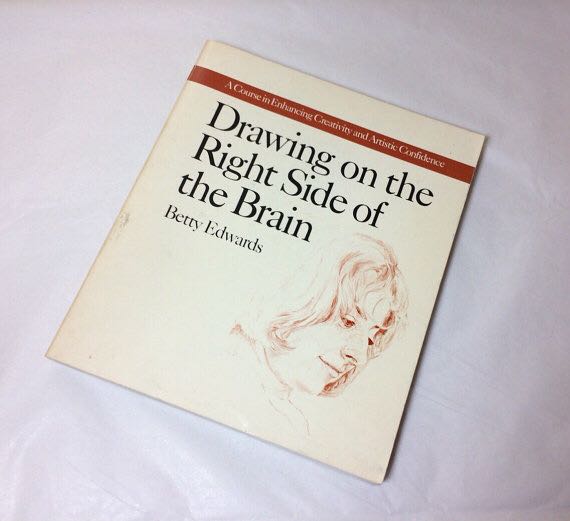 A Course in Enhancing Creativity and Artistic Confidence
Drawing on the
Right Side of
the Brain
Betty Edwards